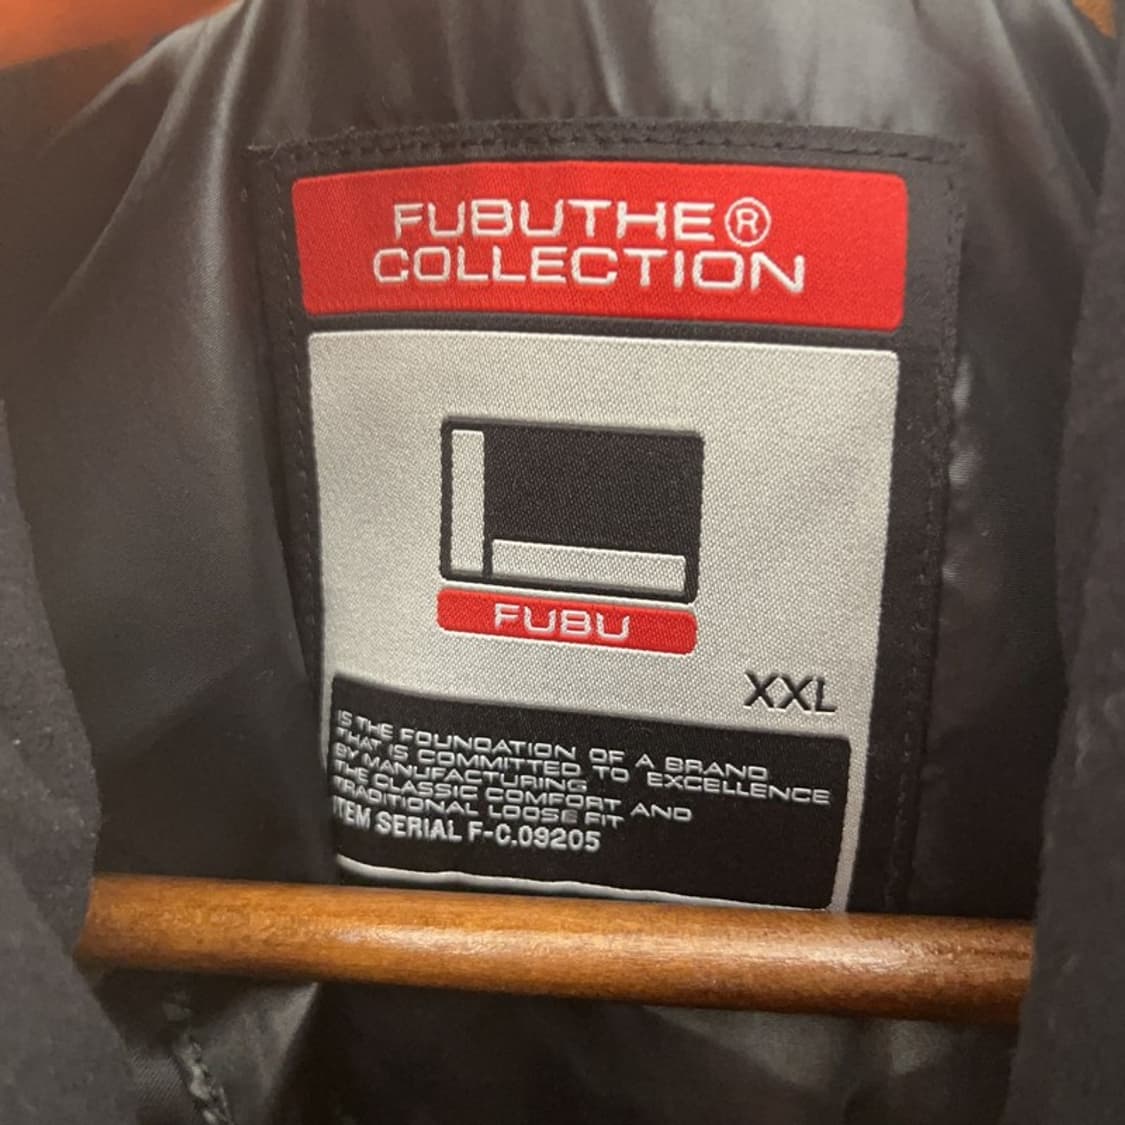 FUBUTHE®
COLLECTION
FUBU
XXL
IS THE FOUNDATION OF A BRAND
THAT IS COMMITTED TO EXCELLENCE
BY MANUFACTURING
THE CLASSIC COMFORT AND
TRADITIONAL LOOSE FIT
ITEM SERIAL F-C.09205